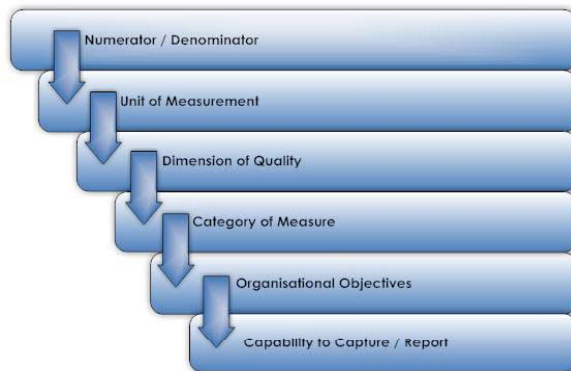 Numerator / Denominator
Unit of Measurement
Dimension of Quality
Category of Measure
Organisational Objectives
Capability to Capture / Report